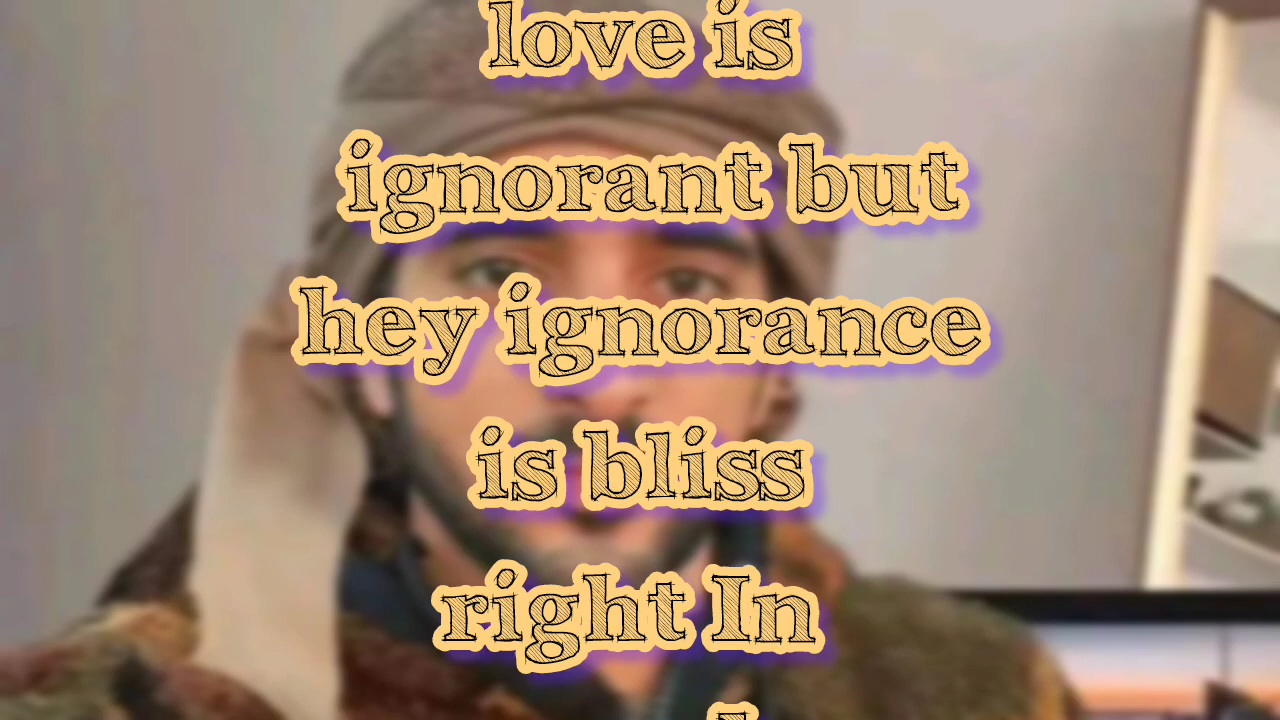 love is
ignorant but
hey ignorance
is bliss
right In